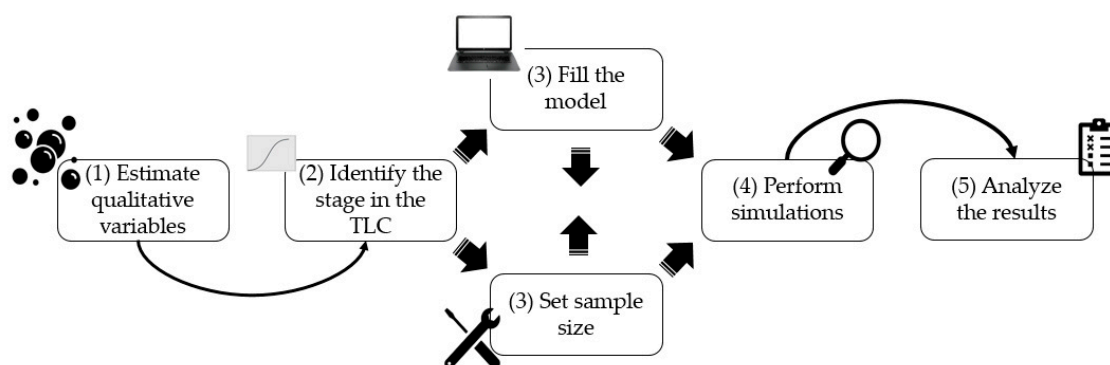 (1) Estimate
qualitative
variables
(2) Identify the
stage in the
TLC
(3) Fill the
model
(3) Set sample
size
(4) Perform
simulations
(5) Analyze
the results